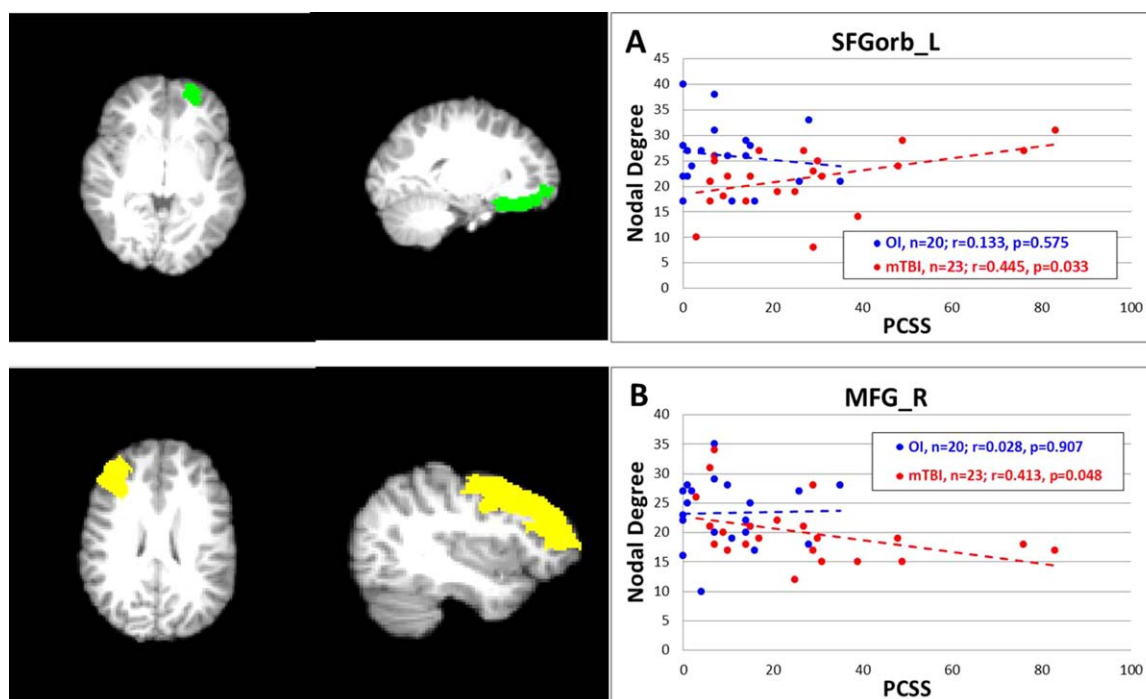 A
SFGorb_L
Nodal Degree
45
40
35
30
25
20
15
10
5
0
OI, n=20; r=0.133, p=0.575
mTBI, n=23; r=0.445, p=0.033
0 20 40 60 80 100
PCSS
B
MFG_R
Nodal Degree
40
35
30
25
20
15
10
5
0
OI, n=20; r=0.028, p=0.907
mTBI, n=23; r=0.413, p=0.048
0 20 40 60 80 100
PCSS